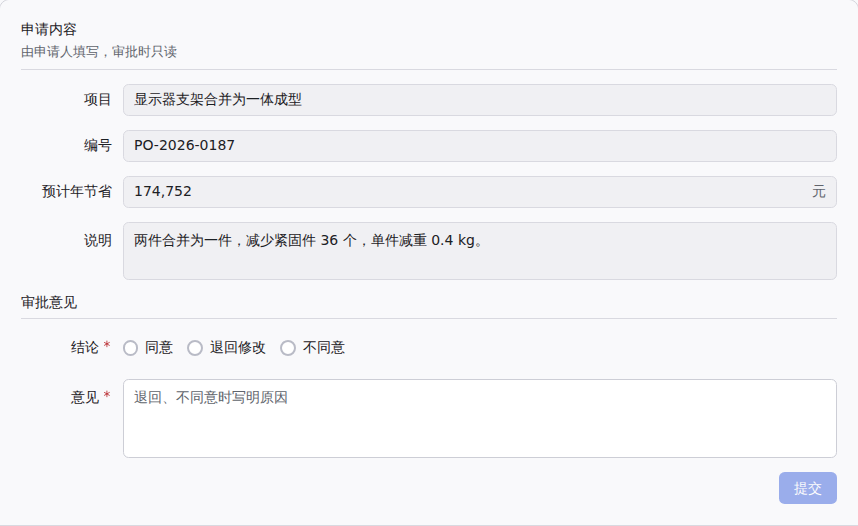 申请内容
由申请人填写，审批时只读
项目 显示器支架合并为一体成型
编号 PO-2026-0187
预计年节省 174,752 元
说明 两件合并为一件，减少紧固件 36 个，单件减重 0.4 kg。
审批意见
结论 * 同意 退回修改 不同意
意见 * 退回、不同意时写明原因
提交